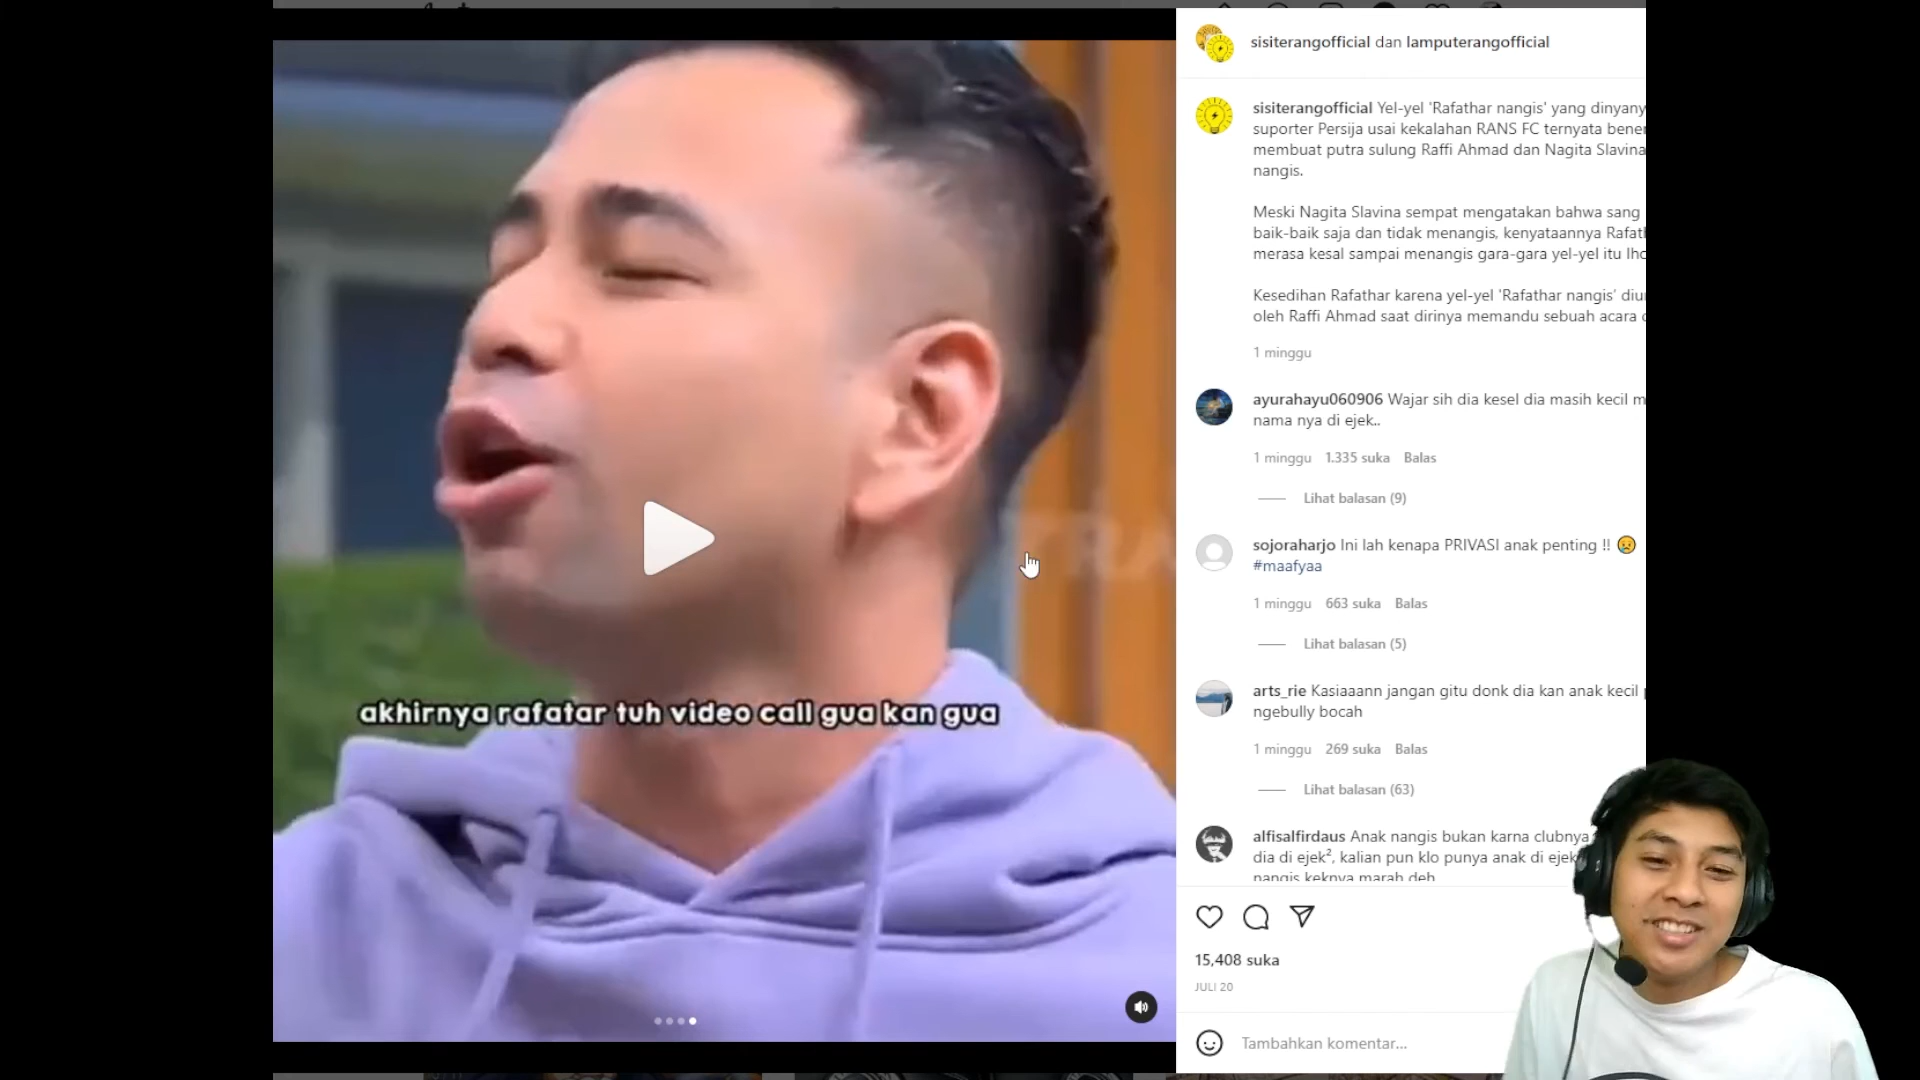 sisiterangofficial dan lamputerangofficial
sisiterangofficial Yel-yel 'Rafathar nangis' yang dinyany
suporter Persija usai kekalahan RANS FC ternyata bene
membuat putra sulung Raffi Ahmad dan Nagita Slavina
nangis.
Meski Nagita Slavina sempat mengatakan bahwa sang
baik-baik saja dan tidak menangis, kenyataannya Rafat
merasa kesal sampai menangis gara-gara yel-yel itu lho
Kesedihan Rafathar karena yel-yel 'Rafathar nangis' diu
oleh Raffi Ahmad saat dirinya memandu sebuah acara
1 minggu
ayurahayu060906 Wajar sih dia kesel dia masih kecil m
nama nya di ejek..
1 minggu 1.335 suka Balas
Lihat balasan (9)
sojoraharjo Ini lah kenapa PRIVASI anak penting !! 😥
#maafyaa
1 minggu 663 suka Balas
Lihat balasan (5)
arts_rie Kasiaaann jangan gitu donk dia kan anak kecil
ngebully bocah
1 minggu 269 suka Balas
Lihat balasan (63)
alfisalfirdaus Anak nangis bukan karna clubnya
dia di ejek², kalian pun klo punya anak di ejek
nangis keknya marah deh
15,408 suka
JULI 20
Tambahkan komentar...
akhirnya rafatar tuh video call gua kan gua
TRA